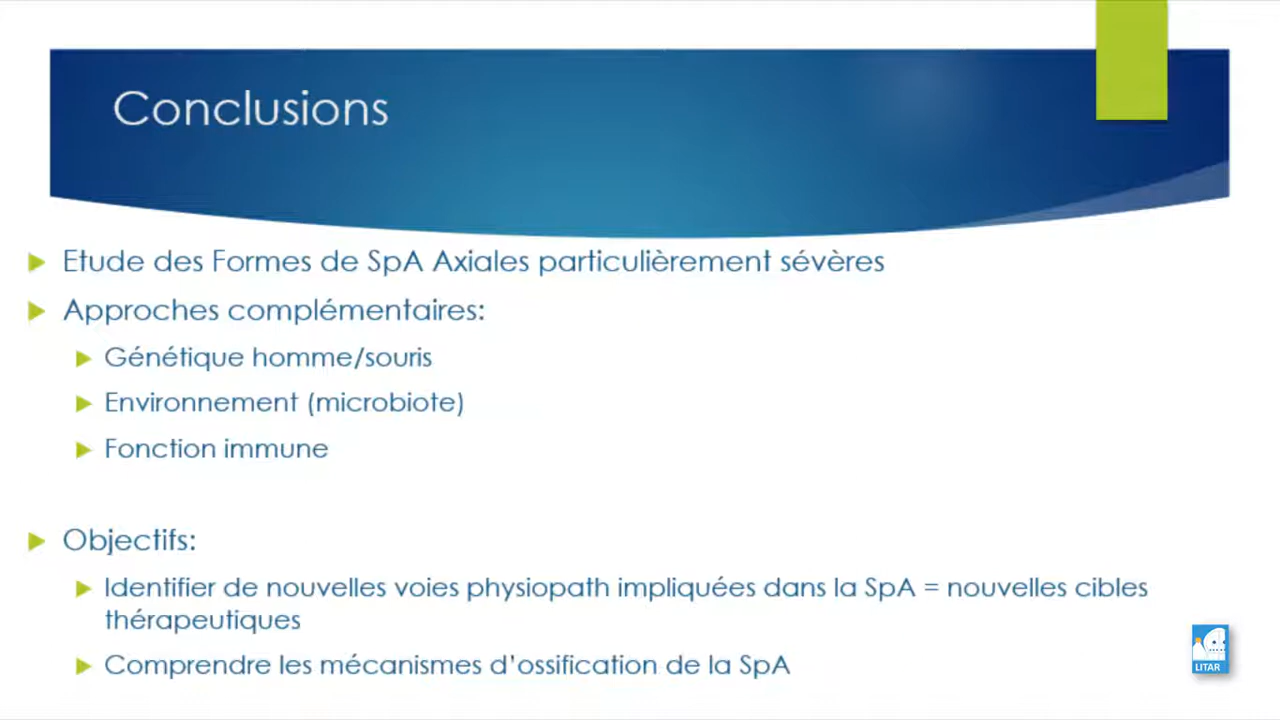 Conclusions
Etude des Formes de SpA Axiales particulièrement sévères
Approches complémentaires:
Génétique homme/souris
Environnement (microbiote)
Fonction immune
Objectifs:
Identifier de nouvelles voies physiopath impliquées dans la SpA = nouvelles cibles
thérapeutiques
Comprendre les mécanismes d'ossification de la SpA
LITAR